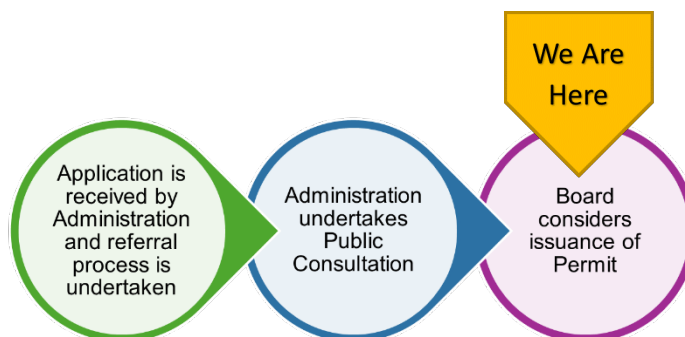 We Are
Here
Application is
received by
Administration
and referral
process is
undertaken
Administration
undertakes
Public
Consultation
Board
considers
issuance of
Permit